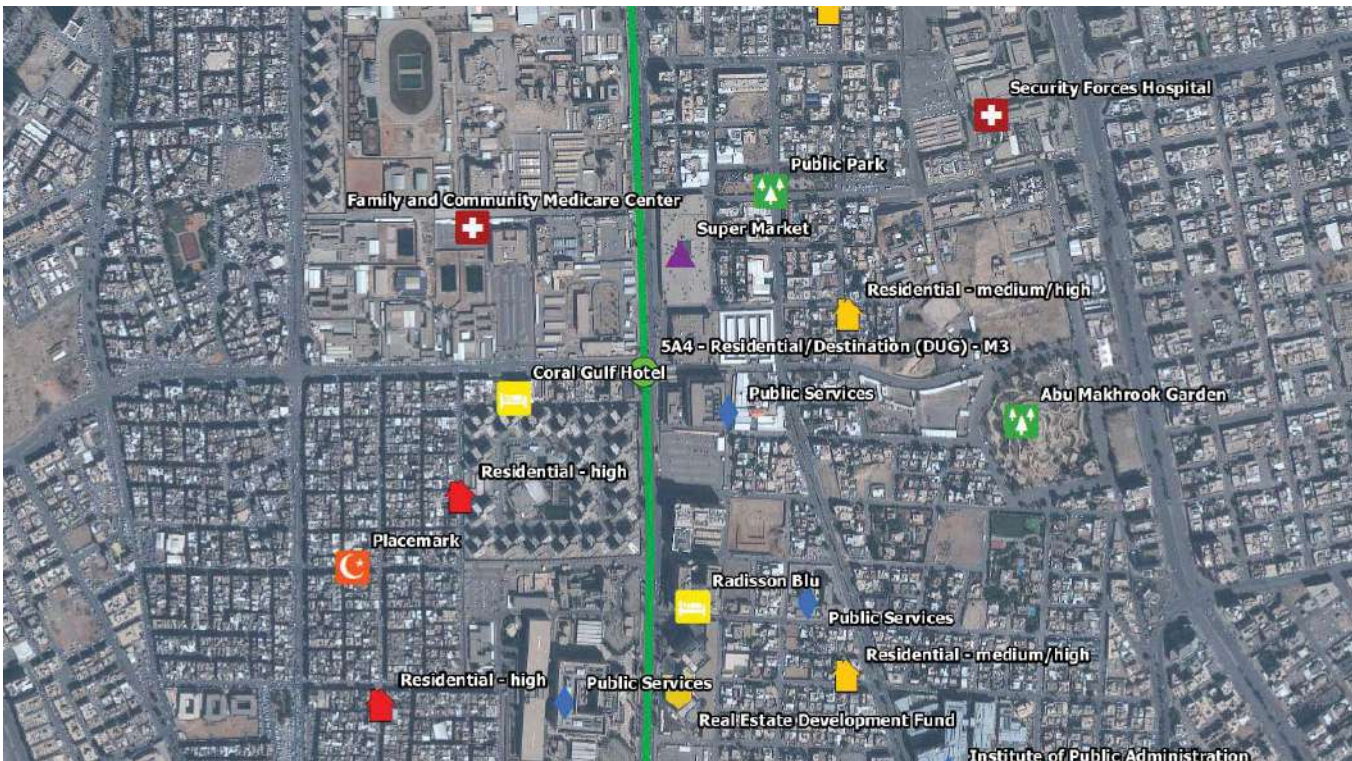 Security Forces Hospital
Public Park
Family and Community Medicare Center
Super Market
Residential - medium/high
5A4 - Residential/Destination (DUG) - M3
Coral Gulf Hotel
Public Services
Abu Makhrook Garden
Residential - high
Placemark
Radisson Blu
Public Services
Residential - medium/high
Residential - high
Public Services
Real Estate Development Fund
Institute of Public Administration